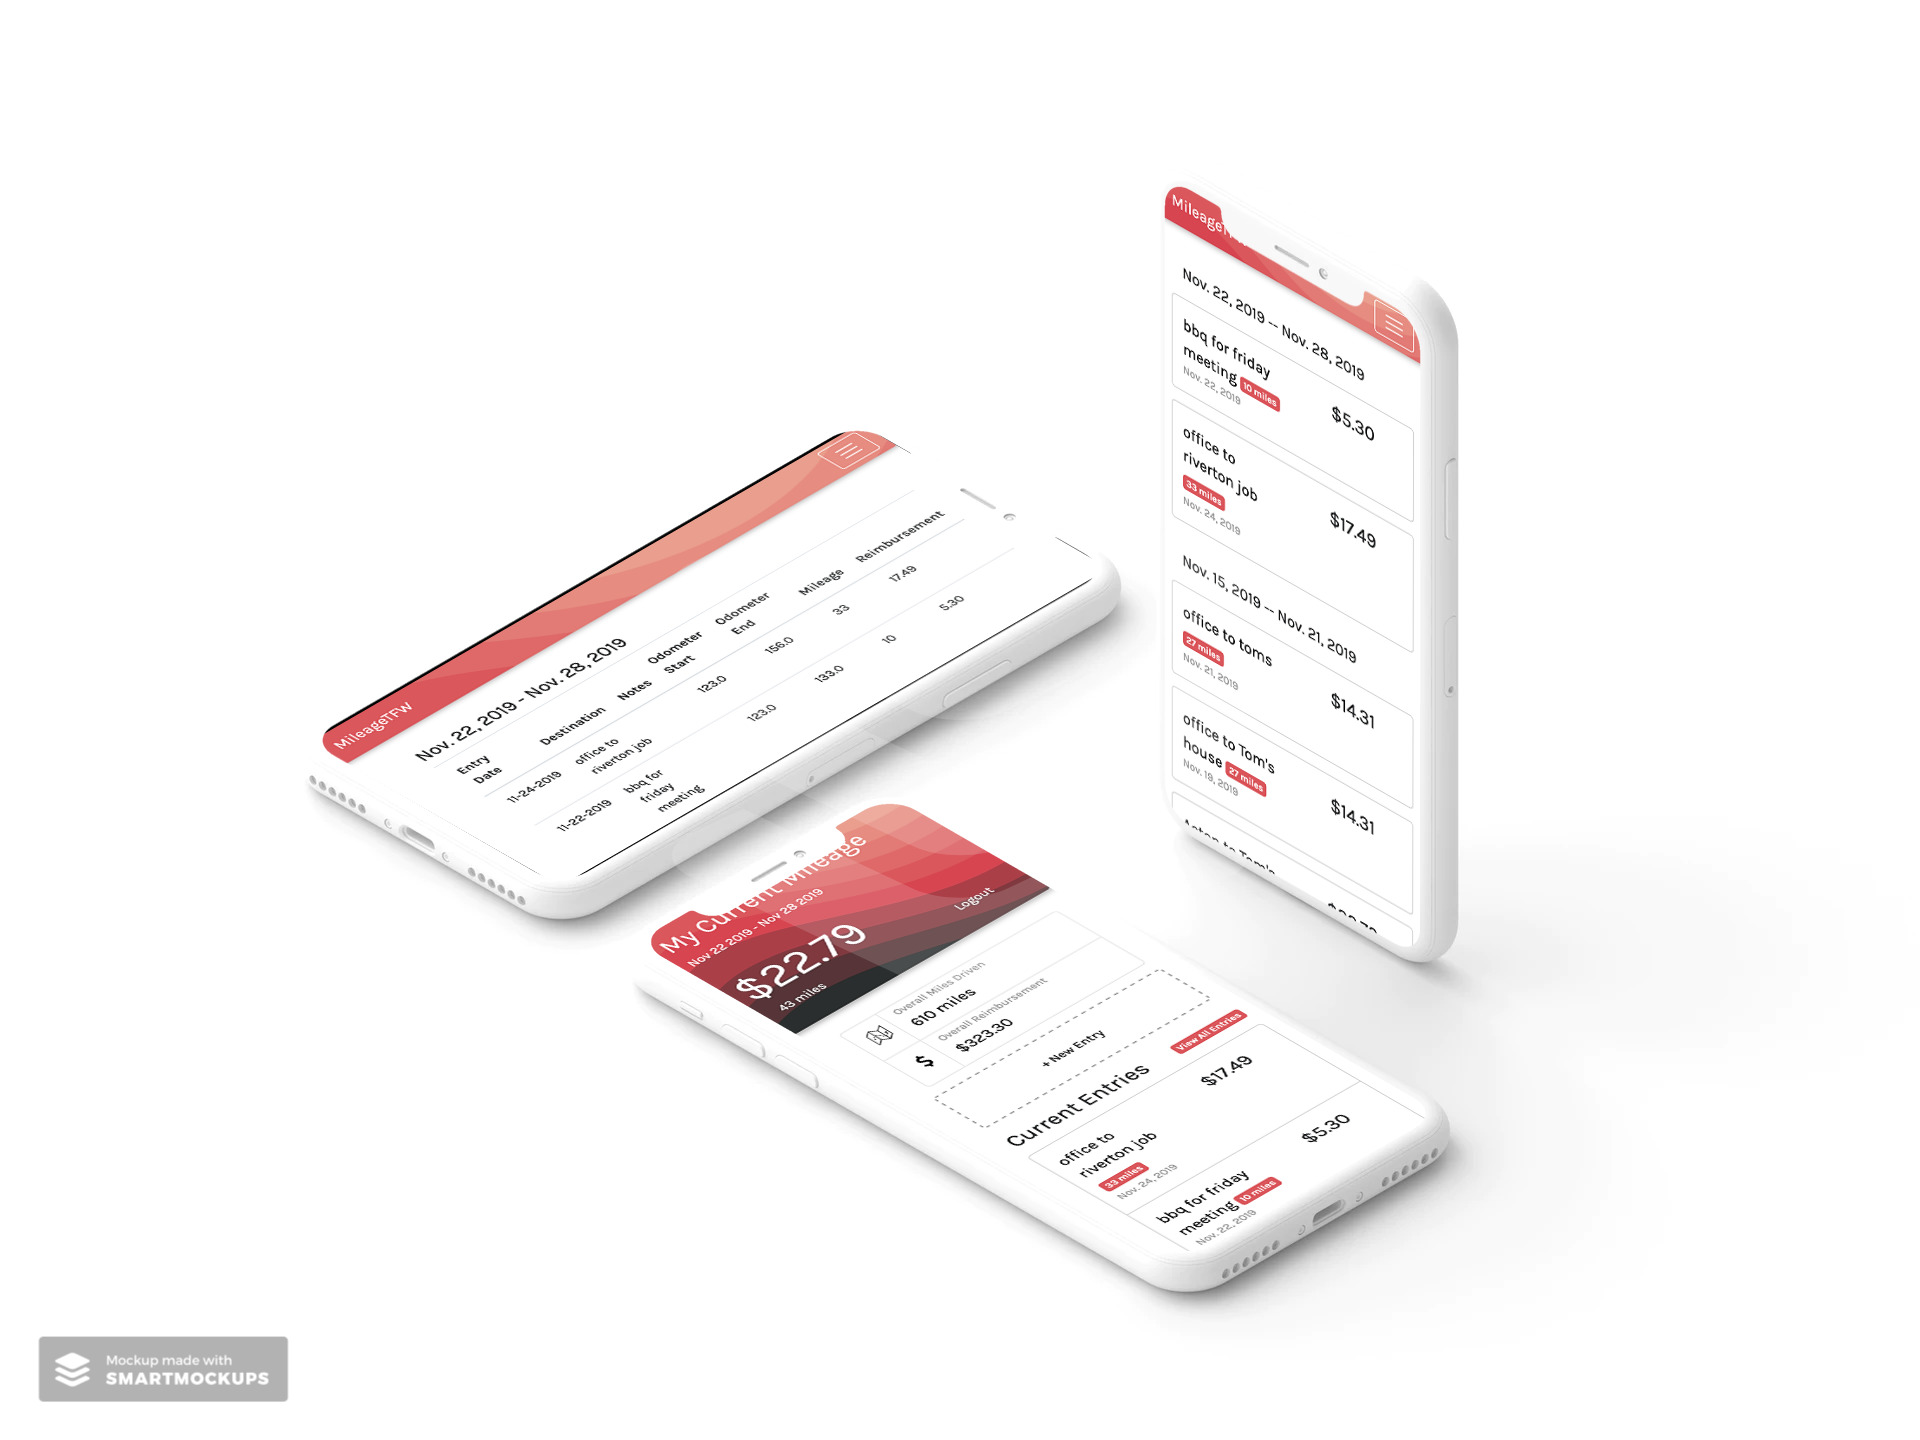 MileageTFW
Nov. 22, 2019 - Nov. 28, 2019
Entry Date
Destination
Notes
Odometer Start
Odometer End
Mileage
Reimbursement
11-24-2019
office to riverton job
123.0
156.0
33
17.49
11-22-2019
bbq for friday meeting
123.0
133.0
10
5.30
My Current Mileage
Nov 22 2019 - Nov 28 2019
$22.79
43 miles
Logout
Overall Miles Driven
610 miles
Overall Reimbursement
$ $323.30
+ New Entry
View All Entries
Current Entries
office to
riverton job
33 miles
Nov. 24, 2019
$17.49
bbq for friday
meeting 10 miles
Nov. 22, 2019
$5.30
Nov. 22, 2019 -- Nov. 28, 2019
bbq for friday
meeting 10 miles
Nov. 22, 2019
$5.30
office to
riverton job
33 miles
Nov. 24, 2019
$17.49
Nov. 15, 2019 -- Nov. 21, 2019
office to toms
27 miles
Nov. 21, 2019
$14.31
office to Tom's
house 27 miles
Nov. 19, 2019
$14.31
Mockup made with
SMARTMOCKUPS